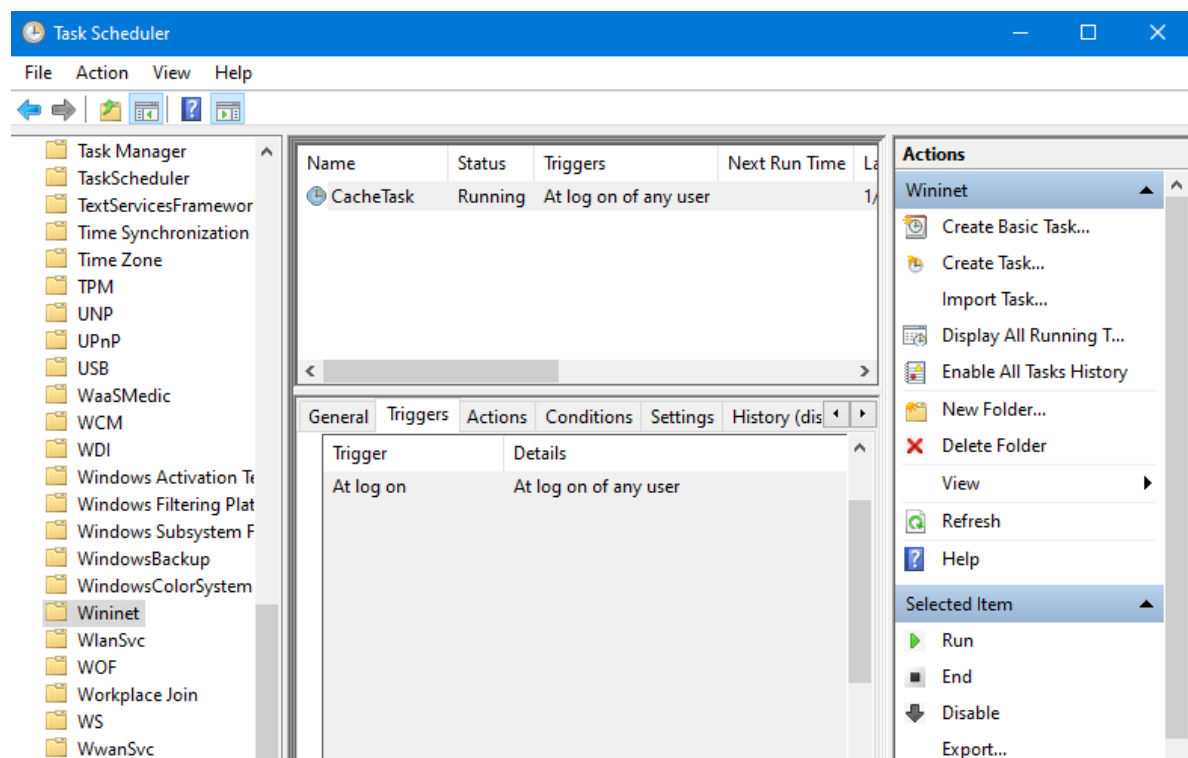 Task Scheduler
File Action View Help
Task Manager
TaskScheduler
TextServicesFramewor
Time Synchronization
Time Zone
TPM
UNP
UPnP
USB
WaaSMedic
WCM
WDI
Windows Activation Te
Windows Filtering Plat
Windows Subsystem F
WindowsBackup
WindowsColorSystem
Wininet
WlanSvc
WOF
Workplace Join
WS
WwanSvc
Name Status Triggers Next Run Time La
CacheTask Running At log on of any user 1/
General Triggers Actions Conditions Settings History (dis
Trigger Details
At log on At log on of any user
Actions
Wininet
Create Basic Task...
Create Task...
Import Task...
Display All Running T...
Enable All Tasks History
New Folder...
Delete Folder
View
Refresh
Help
Selected Item
Run
End
Disable
Export...